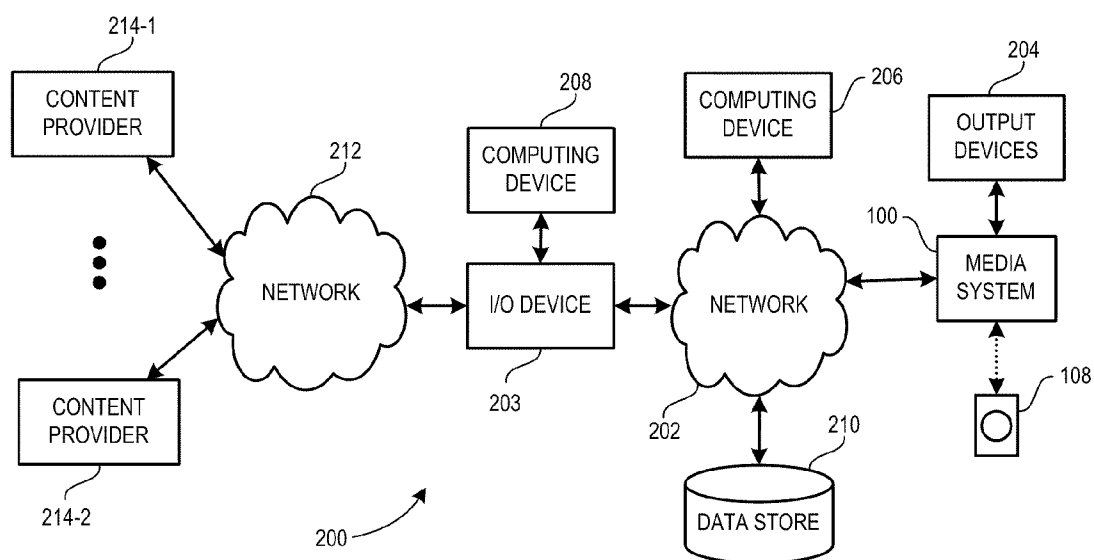 214-1
CONTENT
PROVIDER
212
NETWORK
208
COMPUTING
DEVICE
I/O DEVICE
203
COMPUTING
DEVICE
206
204
OUTPUT
DEVICES
100
MEDIA
SYSTEM
NETWORK
202
108
CONTENT
PROVIDER
214-2
210
DATA STORE
200